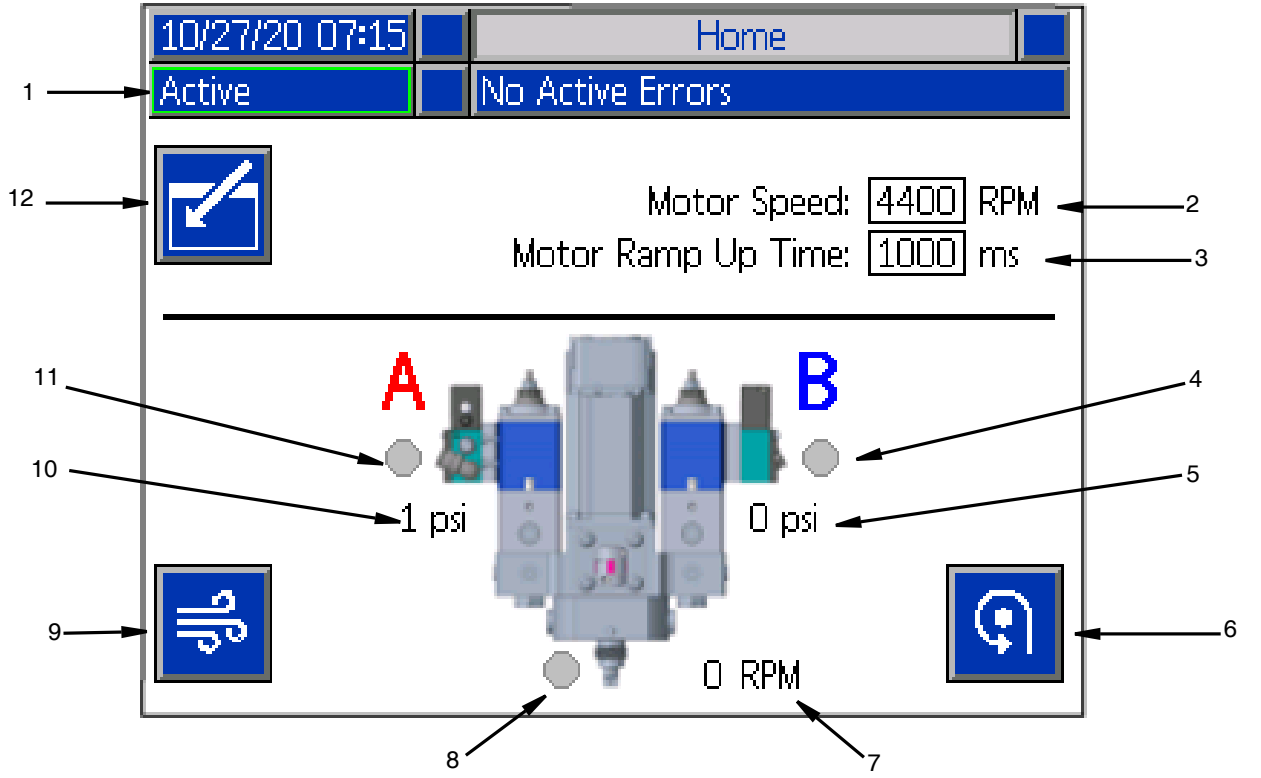 10/27/20 07:15 Home
1 Active No Active Errors
12 Motor Speed: 4400 RPM 2
Motor Ramp Up Time: 1000 ms 3
11 A B 4
10 1 psi 0 psi 5
9 6
0 RPM
8 7